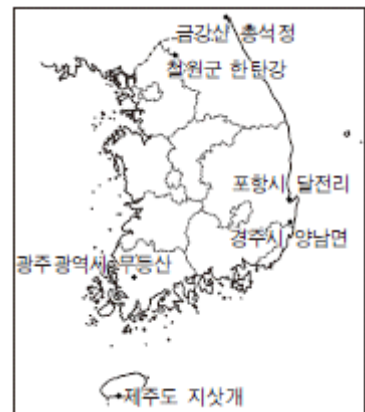 금강산 총석정
철원군 한탄강
포항시 달전리
경주시 양남면
광주광역시 무등산
제주도 지삿개